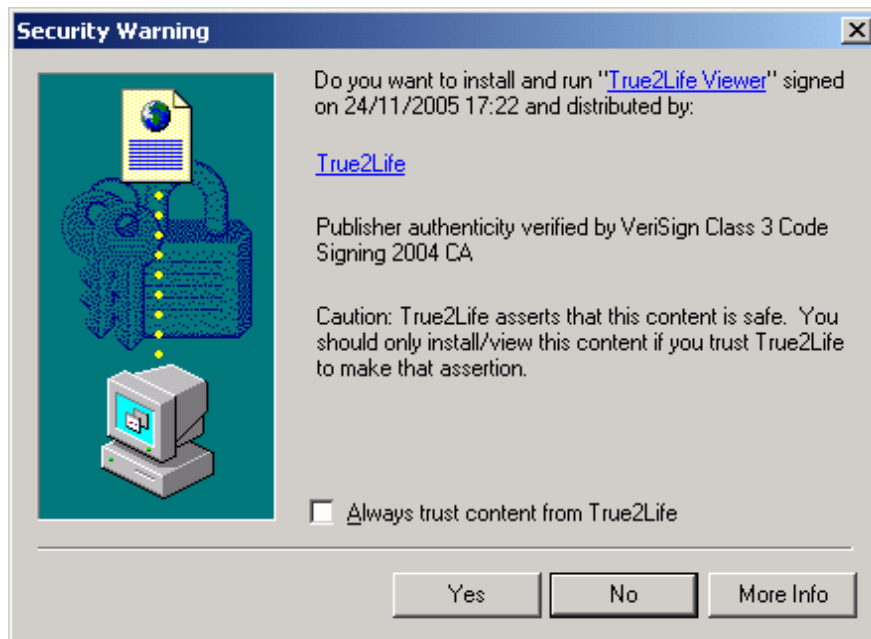 Security Warning
Do you want to install and run "True2Life Viewer" signed
on 24/11/2005 17:22 and distributed by:
True2Life
Publisher authenticity verified by VeriSign Class 3 Code
Signing 2004 CA
Caution: True2Life asserts that this content is safe.  You
should only install/view this content if you trust True2Life
to make that assertion.
Always trust content from True2Life
Yes
No
More Info